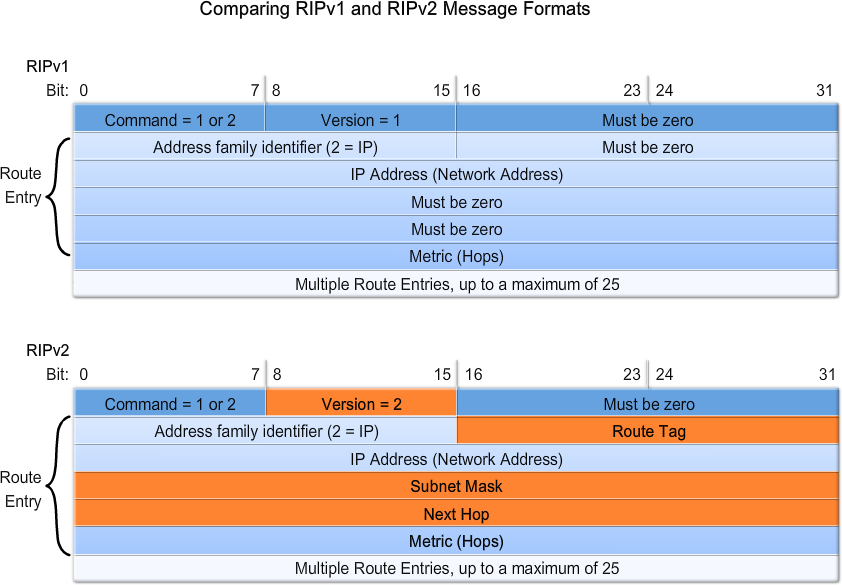 Comparing RIPv1 and RIPv2 Message Formats
RIPv1
Bit: 0 7 8 15 16 23 24 31
Command = 1 or 2 Version = 1 Must be zero
Address family identifier (2 = IP) Must be zero
Route Entry
IP Address (Network Address)
Must be zero
Must be zero
Metric (Hops)
Multiple Route Entries, up to a maximum of 25
RIPv2
Bit: 0 7 8 15 16 23 24 31
Command = 1 or 2 Version = 2 Must be zero
Address family identifier (2 = IP) Route Tag
Route Entry
IP Address (Network Address)
Subnet Mask
Next Hop
Metric (Hops)
Multiple Route Entries, up to a maximum of 25